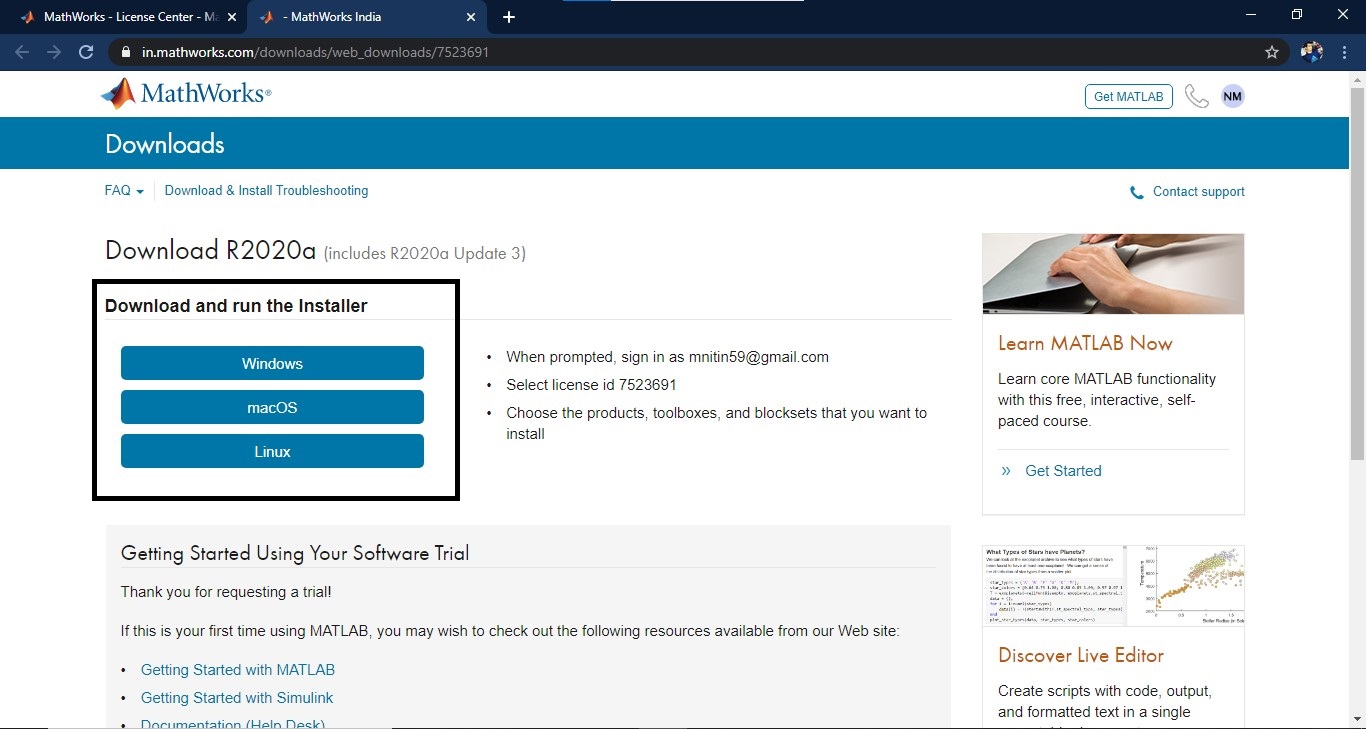 MathWorks - License Center - Ma
- MathWorks India
in.mathworks.com/downloads/web_downloads/7523691
MathWorks®
Get MATLAB
NM
Downloads
FAQ
Download & Install Troubleshooting
Contact support
Download R2020a (includes R2020a Update 3)
Download and run the Installer
Windows
macOS
Linux
• When prompted, sign in as mnitin59@gmail.com
• Select license id 7523691
• Choose the products, toolboxes, and blocksets that you want to
install
Learn MATLAB Now
Learn core MATLAB functionality
with this free, interactive, self-
paced course.
» Get Started
Getting Started Using Your Software Trial
Thank you for requesting a trial!
If this is your first time using MATLAB, you may wish to check out the following resources available from our Web site:
• Getting Started with MATLAB
• Getting Started with Simulink
• Documentation (Help Desk)
What Types of Stars have Planets?
Temperature
Discover Live Editor
Create scripts with code, output,
and formatted text in a single